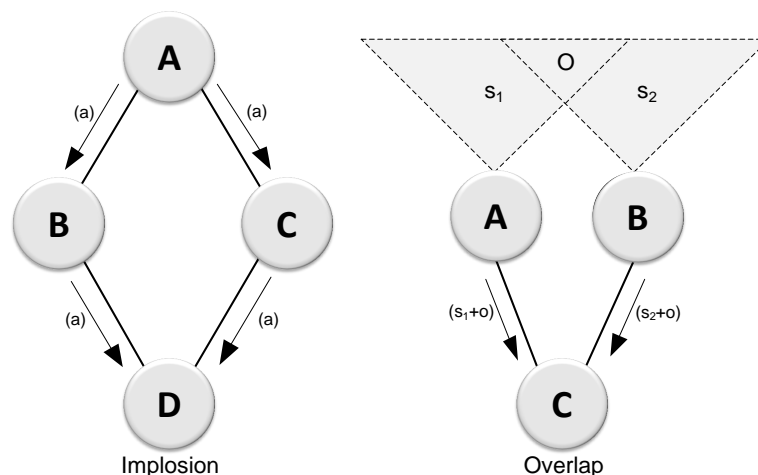 A
(a)
(a)
B
C
(a)
(a)
D
Implosion
O
s₁
s₂
A
B
(s₁+o)
(s₂+o)
C
Overlap